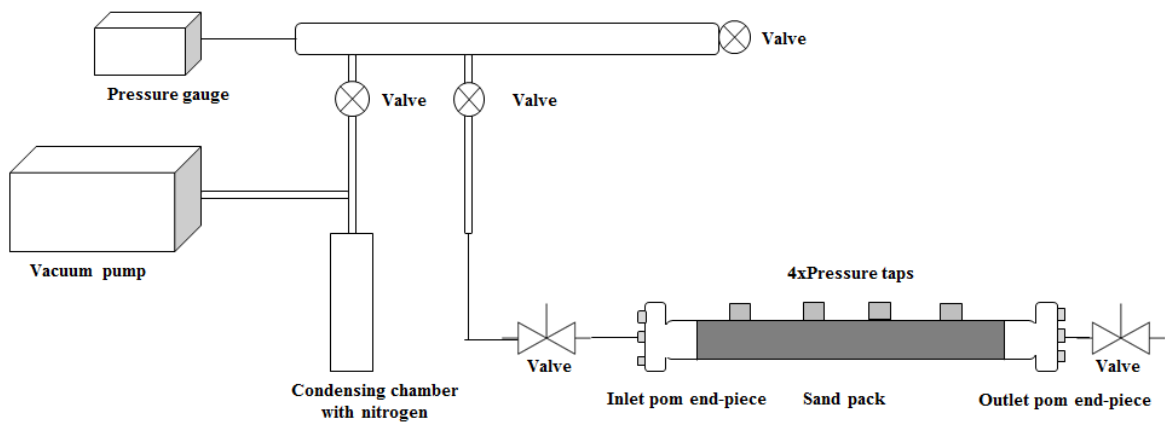 Valve
Pressure gauge
Valve
Valve
Vacuum pump
4xPressure taps
Valve
Valve
Condensing chamber
with nitrogen
Inlet pom end-piece
Sand pack
Outlet pom end-piece